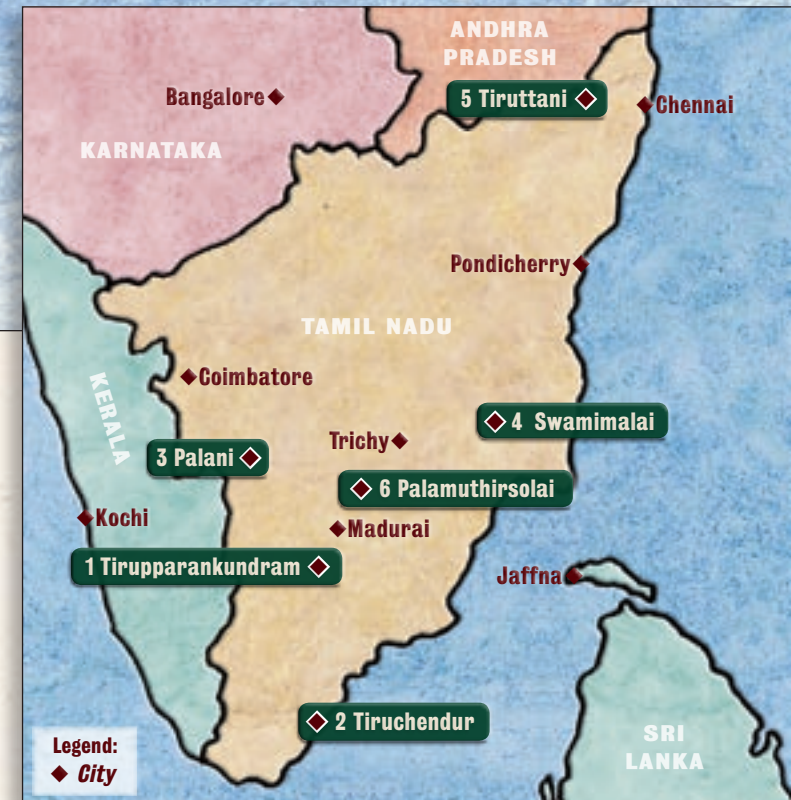 ANDHRA
PRADESH
Bangalore
5 Tiruttani
Chennai
KARNATAKA
Pondicherry
TAMIL NADU
Coimbatore
KERALA
4 Swamimalai
Trichy
3 Palani
6 Palamuthirsolai
Kochi
Madurai
1 Tirupparankundram
Jaffna
2 Tiruchendur
SRI
LANKA
Legend:
City